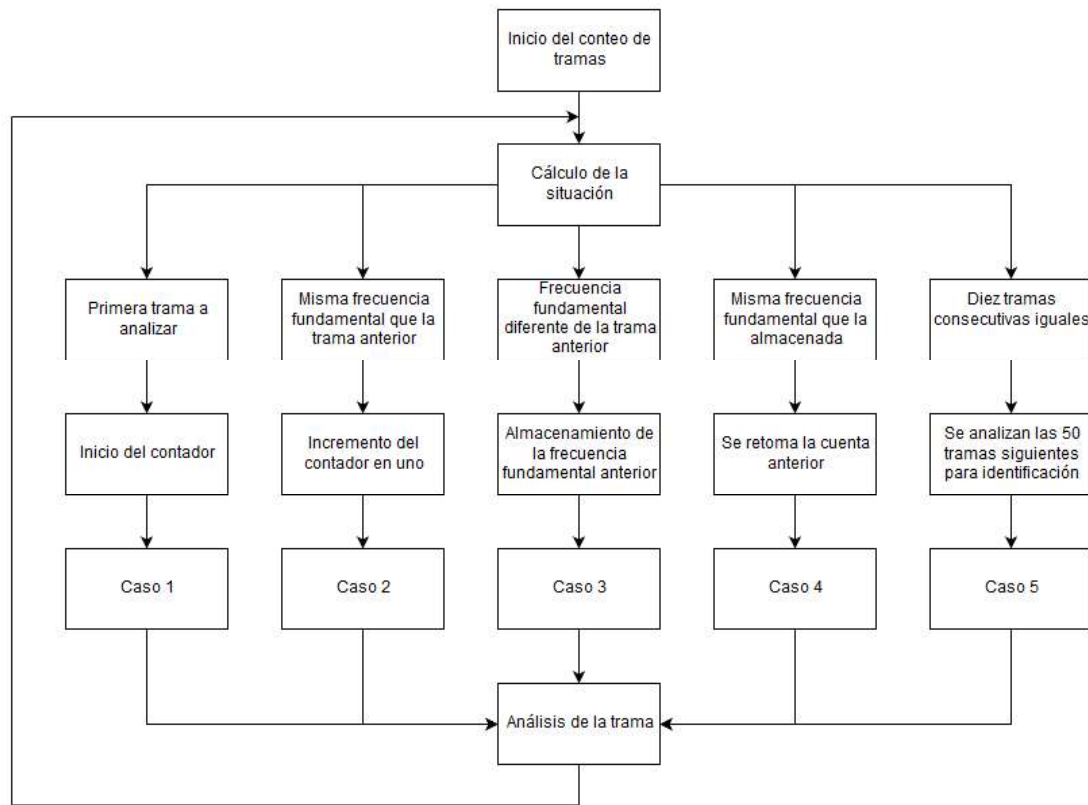 Inicio del conteo de
tramas
Cálculo de la
situación
Primera trama a
analizar
Misma frecuencia
fundamental que la
trama anterior
Frecuencia
fundamental
diferente de la trama
anterior
Misma frecuencia
fundamental que la
almacenada
Diez tramas
consecutivas iguales
Inicio del contador
Incremento del
contador en uno
Almacenamiento de
la frecuencia
fundamental anterior
Se retoma la cuenta
anterior
Se analizan las 50
tramas siguientes
para identificación
Caso 1
Caso 2
Caso 3
Caso 4
Caso 5
Análisis de la trama